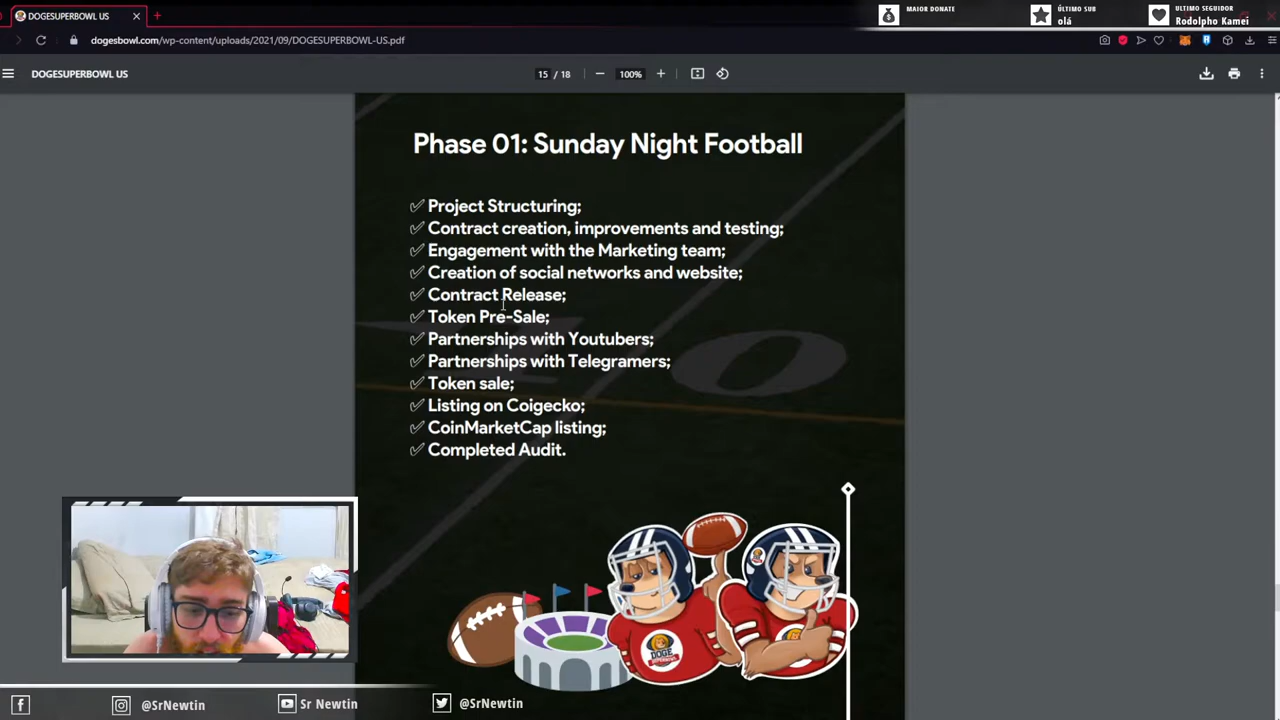 DOGESUPERBOWL US
MAIOR DONATE
ÚLTIMO SUB
olá
ULTIMO SEGUIDOR
Rodolpho Kamei
dogesbowl.com/wp-content/uploads/2021/09/DOGESUPERBOWL-US.pdf
DOGESUPERBOWL US
15 / 18
100%
Phase 01: Sunday Night Football
Project Structuring;
Contract creation, improvements and testing;
Engagement with the Marketing team;
Creation of social networks and website;
Contract Release;
Token Pre-Sale;
Partnerships with Youtubers;
Partnerships with Telegramers;
Token sale;
Listing on Coigecko;
CoinMarketCap listing;
Completed Audit.
DOGE
SUPERBOWL
@SrNewtin
Sr Newtin
@SrNewtin